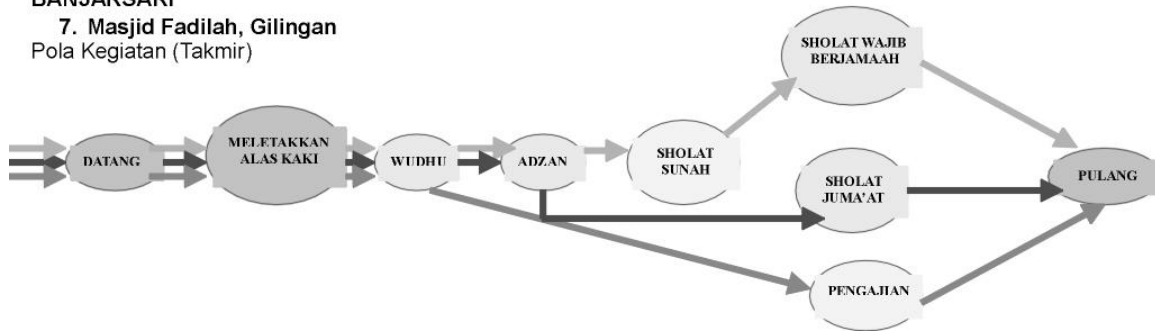 BANJARSARI
7. Masjid Fadilah, Gilingan
Pola Kegiatan (Takmir)
SHOLAT WAJIB
BERJAMAAH
DATANG
MELETAKKAN
ALAS KAKI
WUDHU
ADZAN
SHOLAT
SUNAH
SHOLAT
JUMA'AT
PULANG
PENGAJIAN